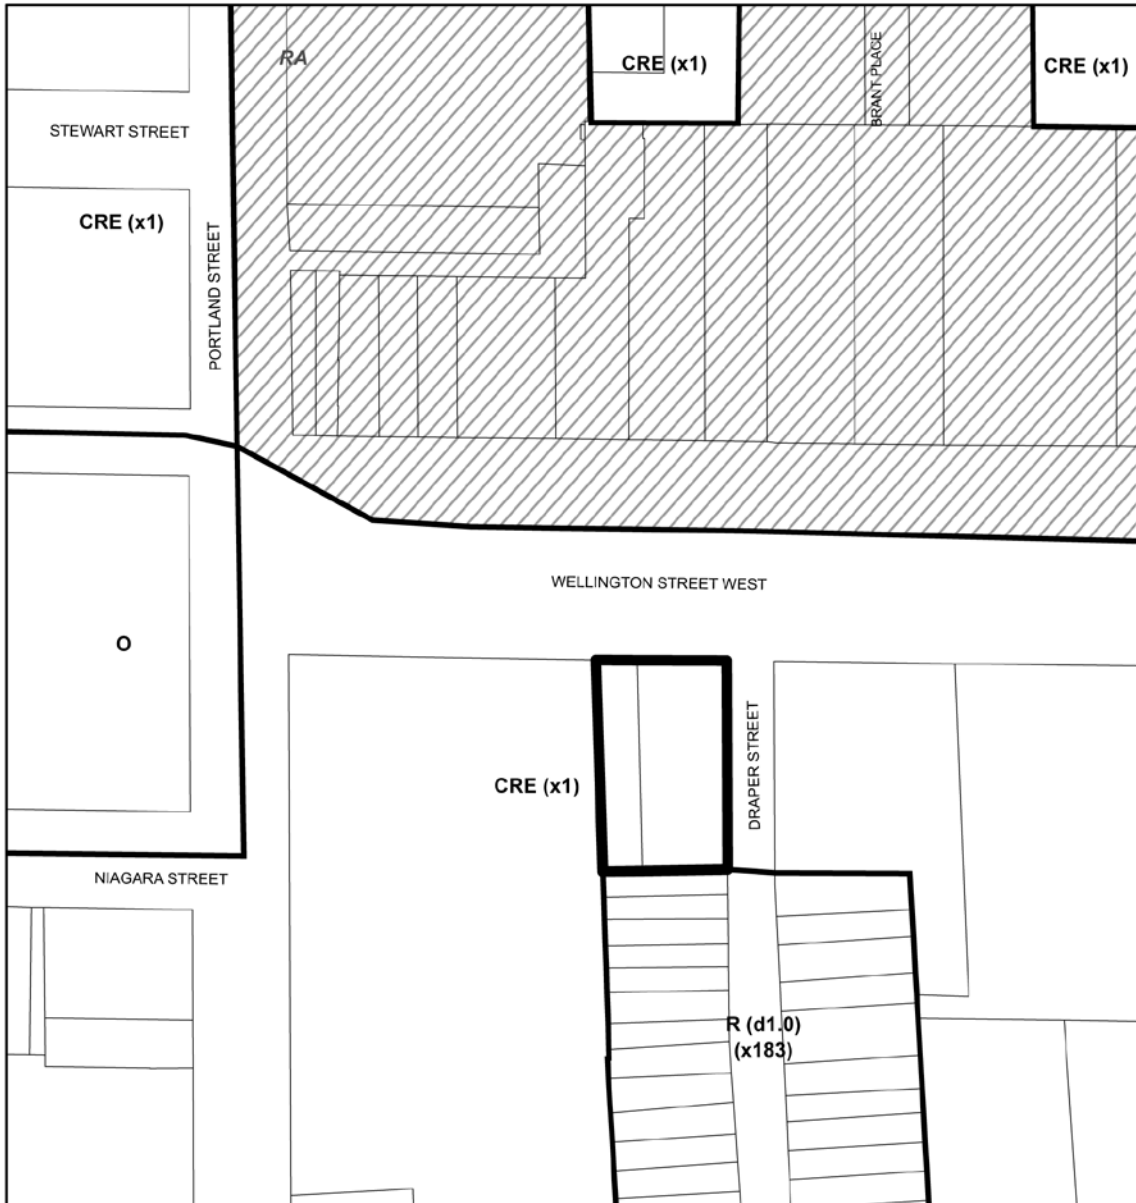 RA
CRE (x1)
BRANT PLACE
CRE (x1)
STEWART STREET
CRE (x1)
PORTLAND STREET
WELLINGTON STREET WEST
O
DRAPER STREET
CRE (x1)
NIAGARA STREET
R (d1.0)
(x183)